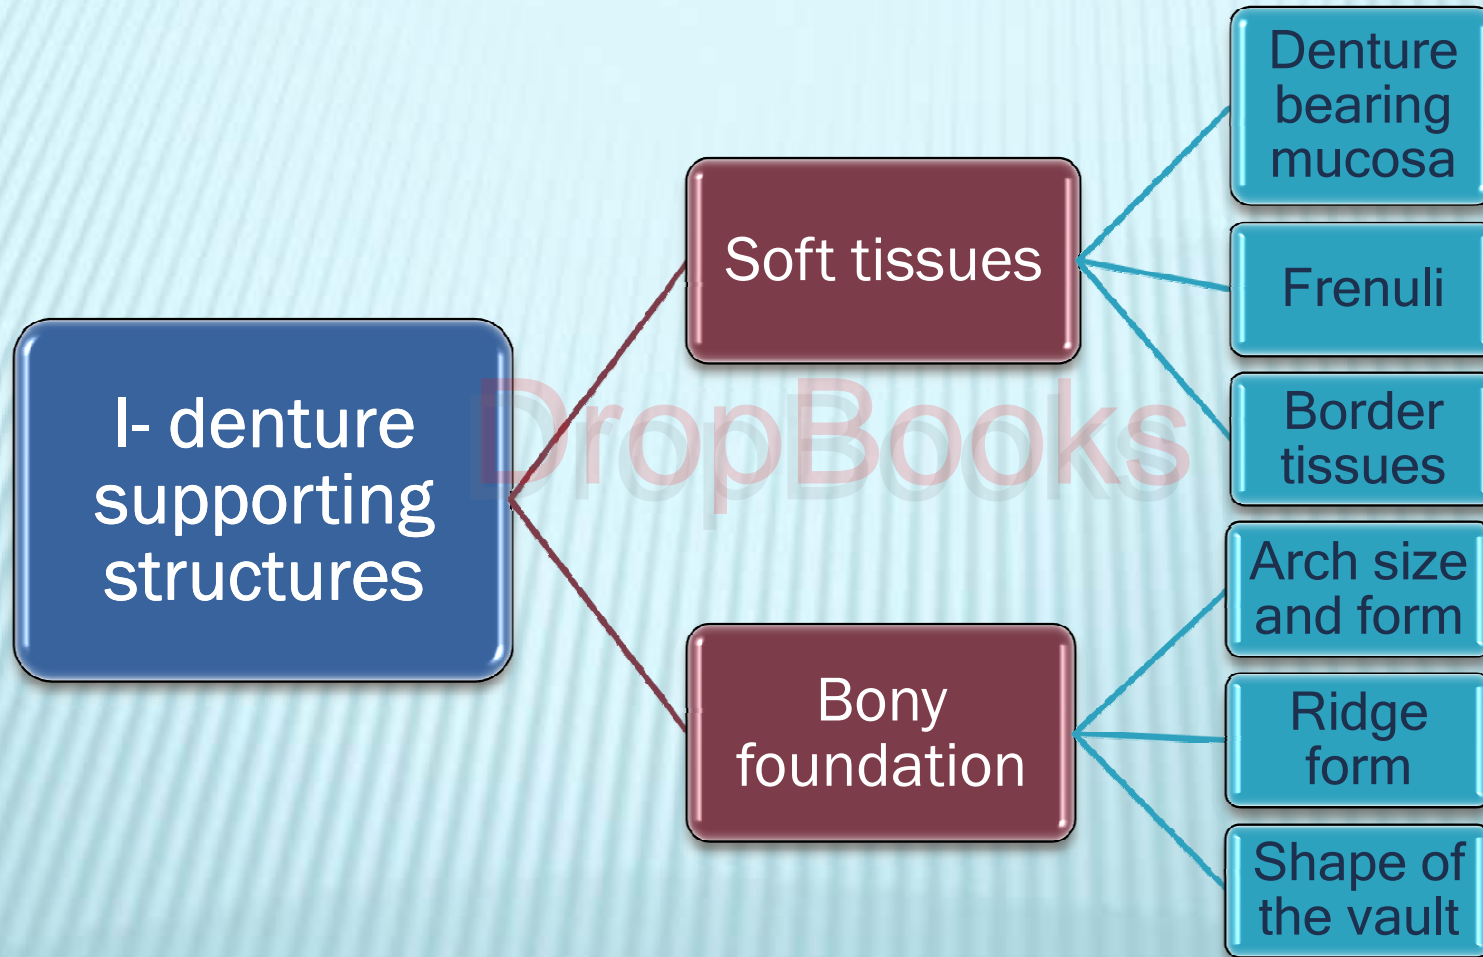 I- denture
supporting
structures
Soft tissues
Bony
foundation
Denture
bearing
mucosa
Frenuli
Border
tissues
Arch size
and form
Ridge
form
Shape of
the vault
DropBooks